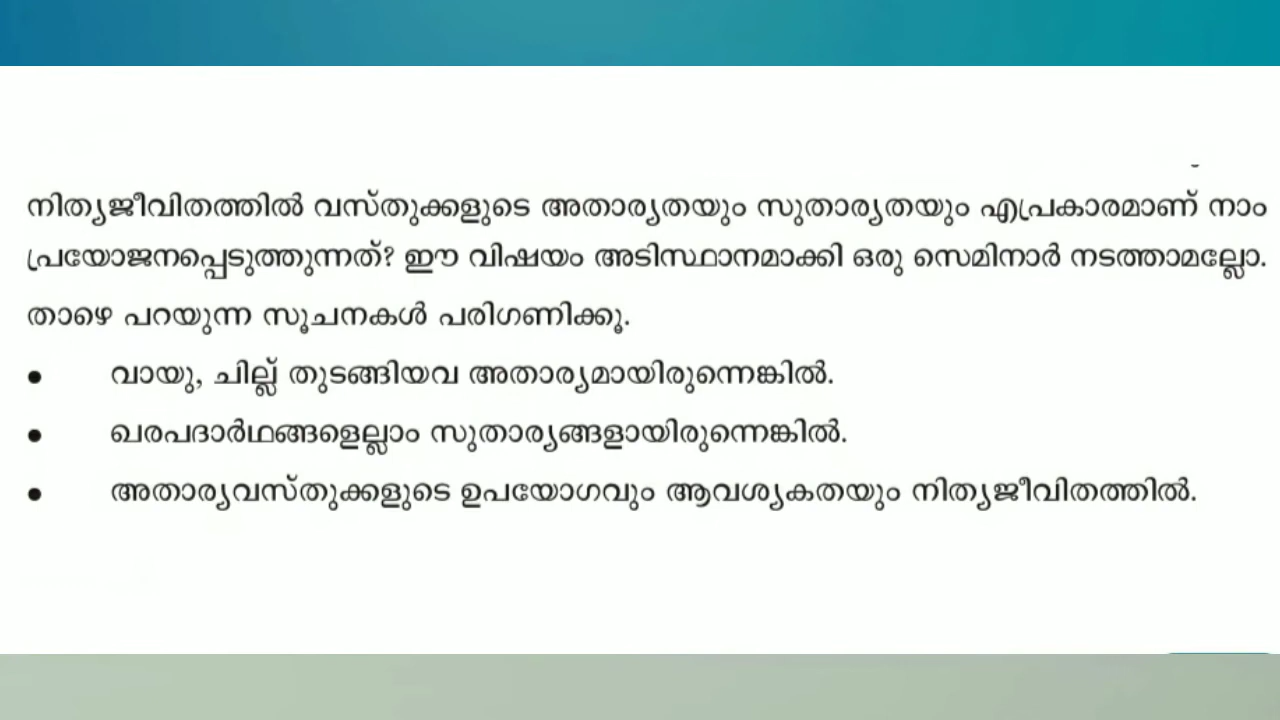 നിത്യജീവിതത്തിൽ വസ്തുക്കളുടെ അതാര്യതയും സുതാര്യതയും എപ്രകാരമാണ് നാം
പ്രയോജനപ്പെടുത്തുന്നത്? ഈ വിഷയം അടിസ്ഥാനമാക്കി ഒരു സെമിനാർ നടത്താമല്ലോ.
താഴെ പറയുന്ന സൂചനകൾ പരിഗണിക്കൂ.
• വായു, ചില്ല് തുടങ്ങിയവ അതാര്യമായിരുന്നെങ്കിൽ.
• ഖരപദാർഥങ്ങളെല്ലാം സുതാര്യങ്ങളായിരുന്നെങ്കിൽ.
• അതാര്യവസ്തുക്കളുടെ ഉപയോഗവും ആവശ്യകതയും നിത്യജീവിതത്തിൽ.